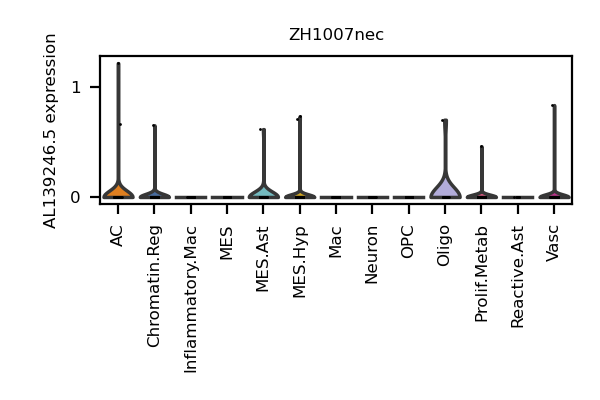 ZH1007nec
AL139246.5 expression
1
0
AC
Chromatin.Reg
Inflammatory.Mac
MES
MES.Ast
MES.Hyp
Mac
Neuron
OPC
Oligo
Prolif.Metab
Reactive.Ast
Vasc